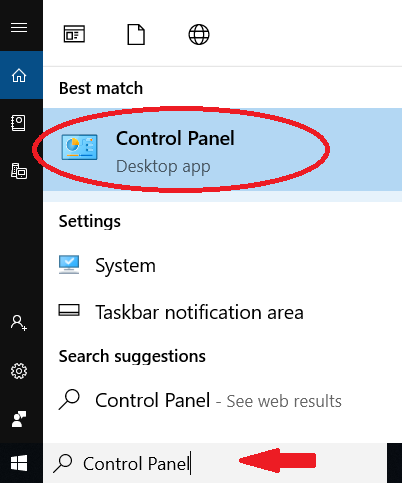 Best match
Control Panel
Desktop app
Settings
System
Taskbar notification area
Search suggestions
Control Panel - See web results
Control Panel